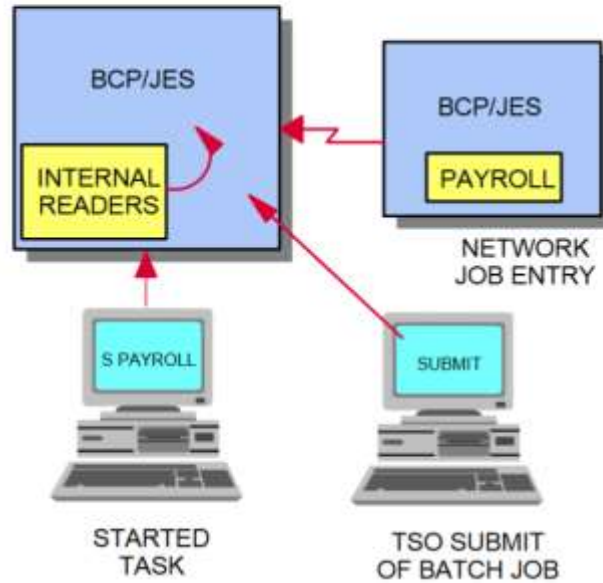 BCP/JES
INTERNAL
READERS
BCP/JES
PAYROLL
NETWORK
JOB ENTRY
S PAYROLL
SUBMIT
STARTED
TASK
TSO SUBMIT
OF BATCH JOB